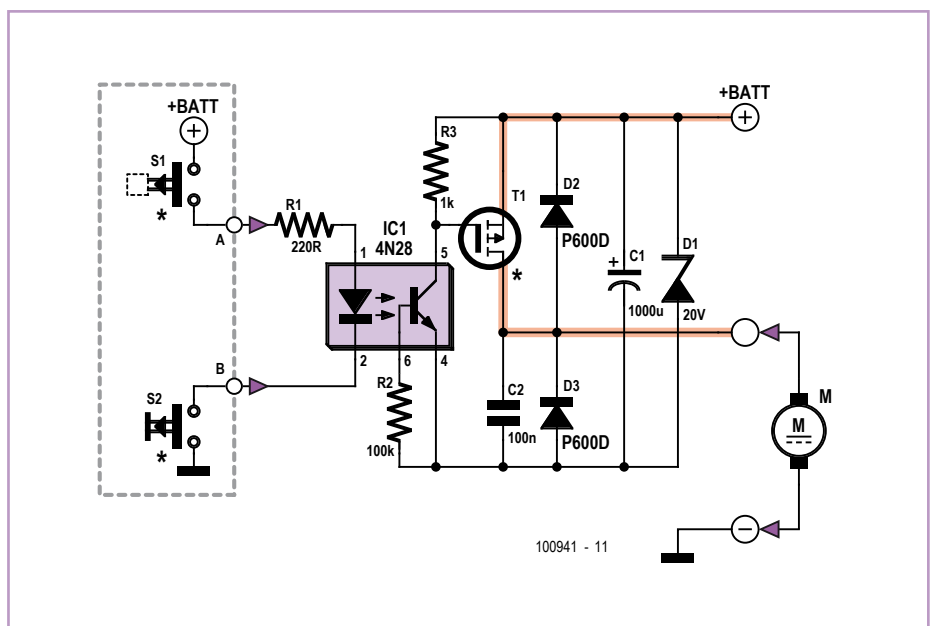 +BATT
+
S1
*
A
R1
220R
IC1
4N28
1
5
2
6
4
B
S2
*
R2
100k
R3
1k
T1
*
D2
P600D
C1
+
1000u
D1
20V
+BATT
+
C2
100n
D3
P600D
M
M
−
100941 - 11